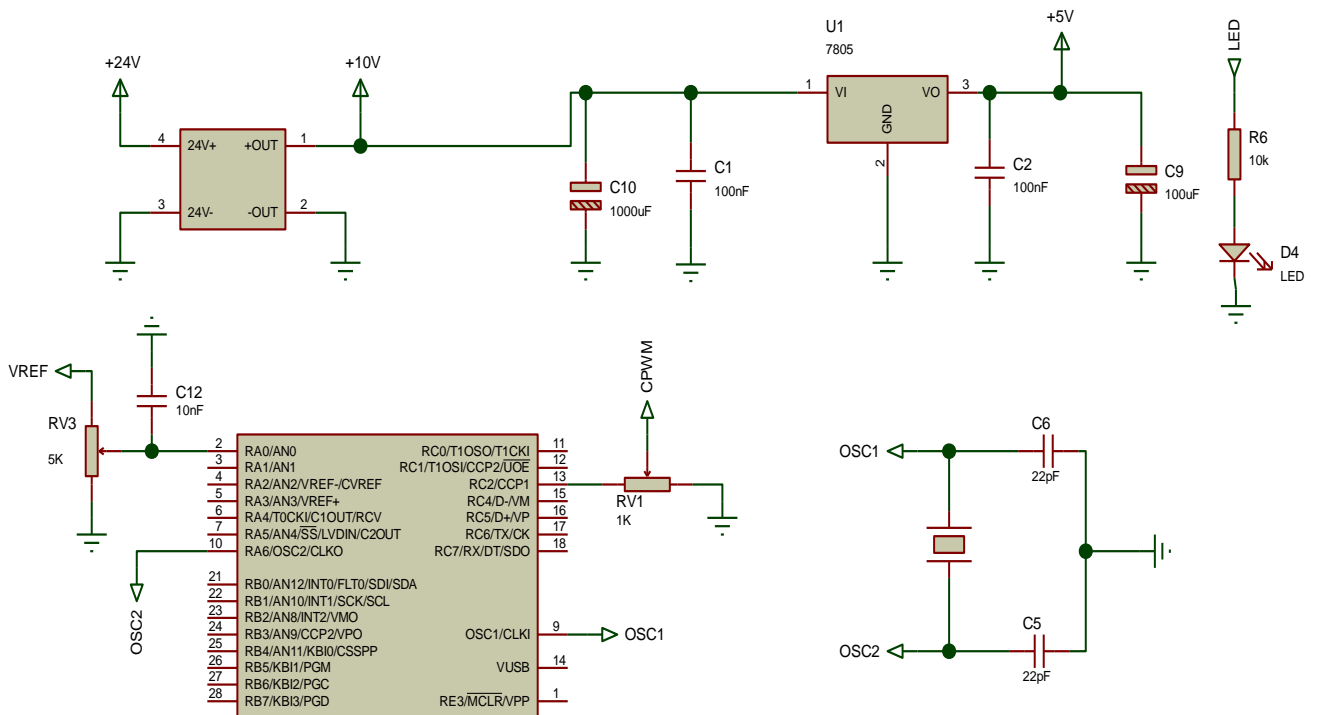 +24V
+10V
4
24V+
+OUT
1
3
24V-
-OUT
2
C10
1000uF
C1
100nF
U1
7805
1
VI
VO
3
GND
2
+5V
C2
100nF
C9
100uF
LED
R6
10k
D4
LED
VREF
RV3
5K
C12
10nF
2 RA0/AN0
3 RA1/AN1
4 RA2/AN2/VREF-/CVREF
5 RA3/AN3/VREF+
6 RA4/T0CKI/C1OUT/RCV
7 RA5/AN4/SS/LVDIN/C2OUT
10 RA6/OSC2/CLKO
21 RB0/AN12/INT0/FLT0/SDI/SDA
22 RB1/AN10/INT1/SCK/SCL
23 RB2/AN8/INT2/VMO
24 RB3/AN9/CCP2/VPO
25 RB4/AN11/KBI0/CSSPP
26 RB5/KBI1/PGM
27 RB6/KBI2/PGC
28 RB7/KBI3/PGD
RC0/T1OSO/T1CKI 11
RC1/T1OSI/CCP2/UOE 12
RC2/CCP1 13
RC4/D-/VM 15
RC5/D+/VP 16
RC6/TX/CK 17
RC7/RX/DT/SDO 18
OSC1/CLKI 9
VUSB 14
RE3/MCLR/VPP 1
OSC2
OSC1
CPWM
RV1
1K
OSC1
C6
22pF
OSC2
C5
22pF